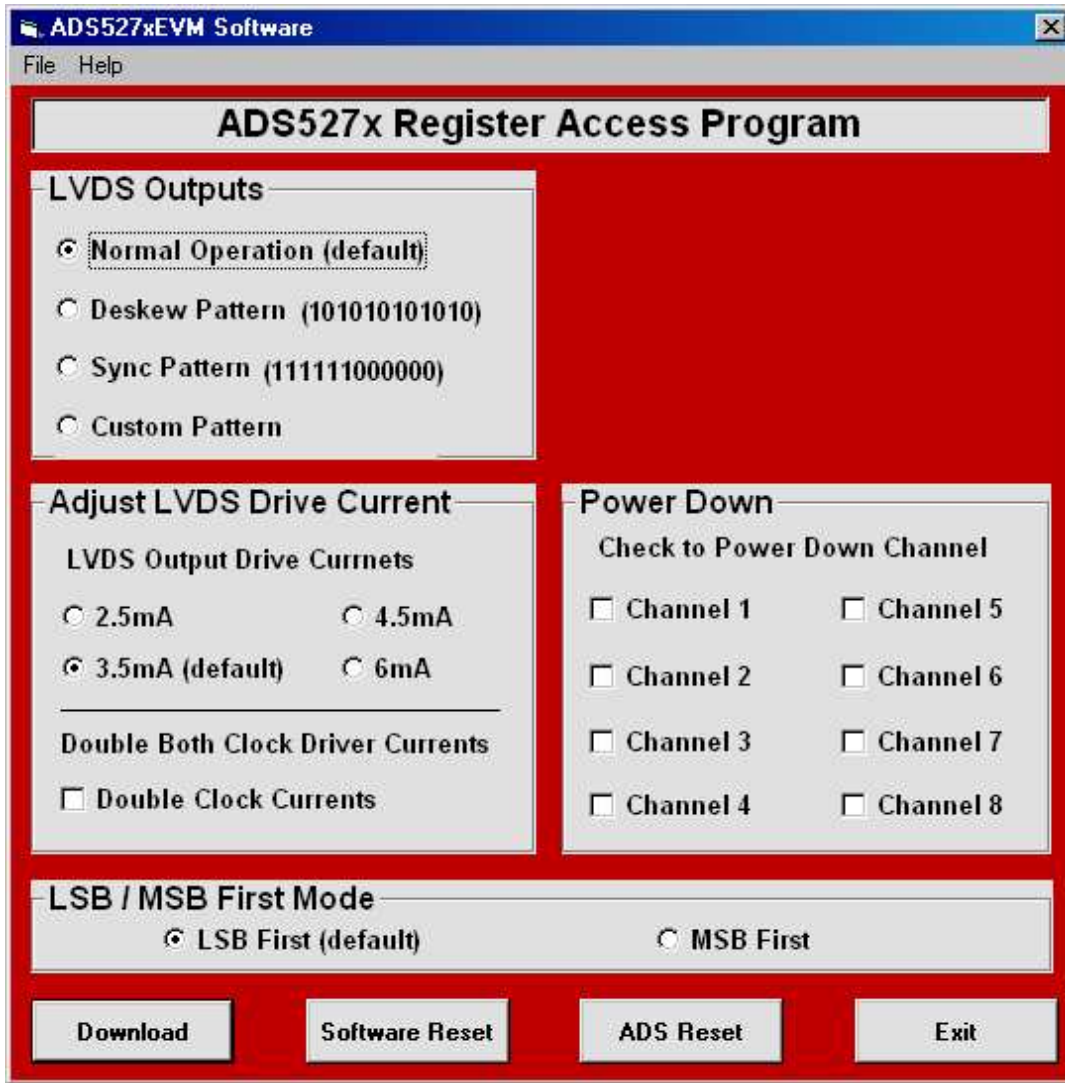 ADS527xEVM Software
File Help
ADS527x Register Access Program
LVDS Outputs
Normal Operation (default)
Deskew Pattern (101010101010)
Sync Pattern (111111000000)
Custom Pattern
Adjust LVDS Drive Current
LVDS Output Drive Currnets
2.5mA 4.5mA
3.5mA (default) 6mA
Double Both Clock Driver Currents
Double Clock Currents
Power Down
Check to Power Down Channel
Channel 1 Channel 5
Channel 2 Channel 6
Channel 3 Channel 7
Channel 4 Channel 8
LSB / MSB First Mode
LSB First (default) MSB First
Download Software Reset ADS Reset Exit